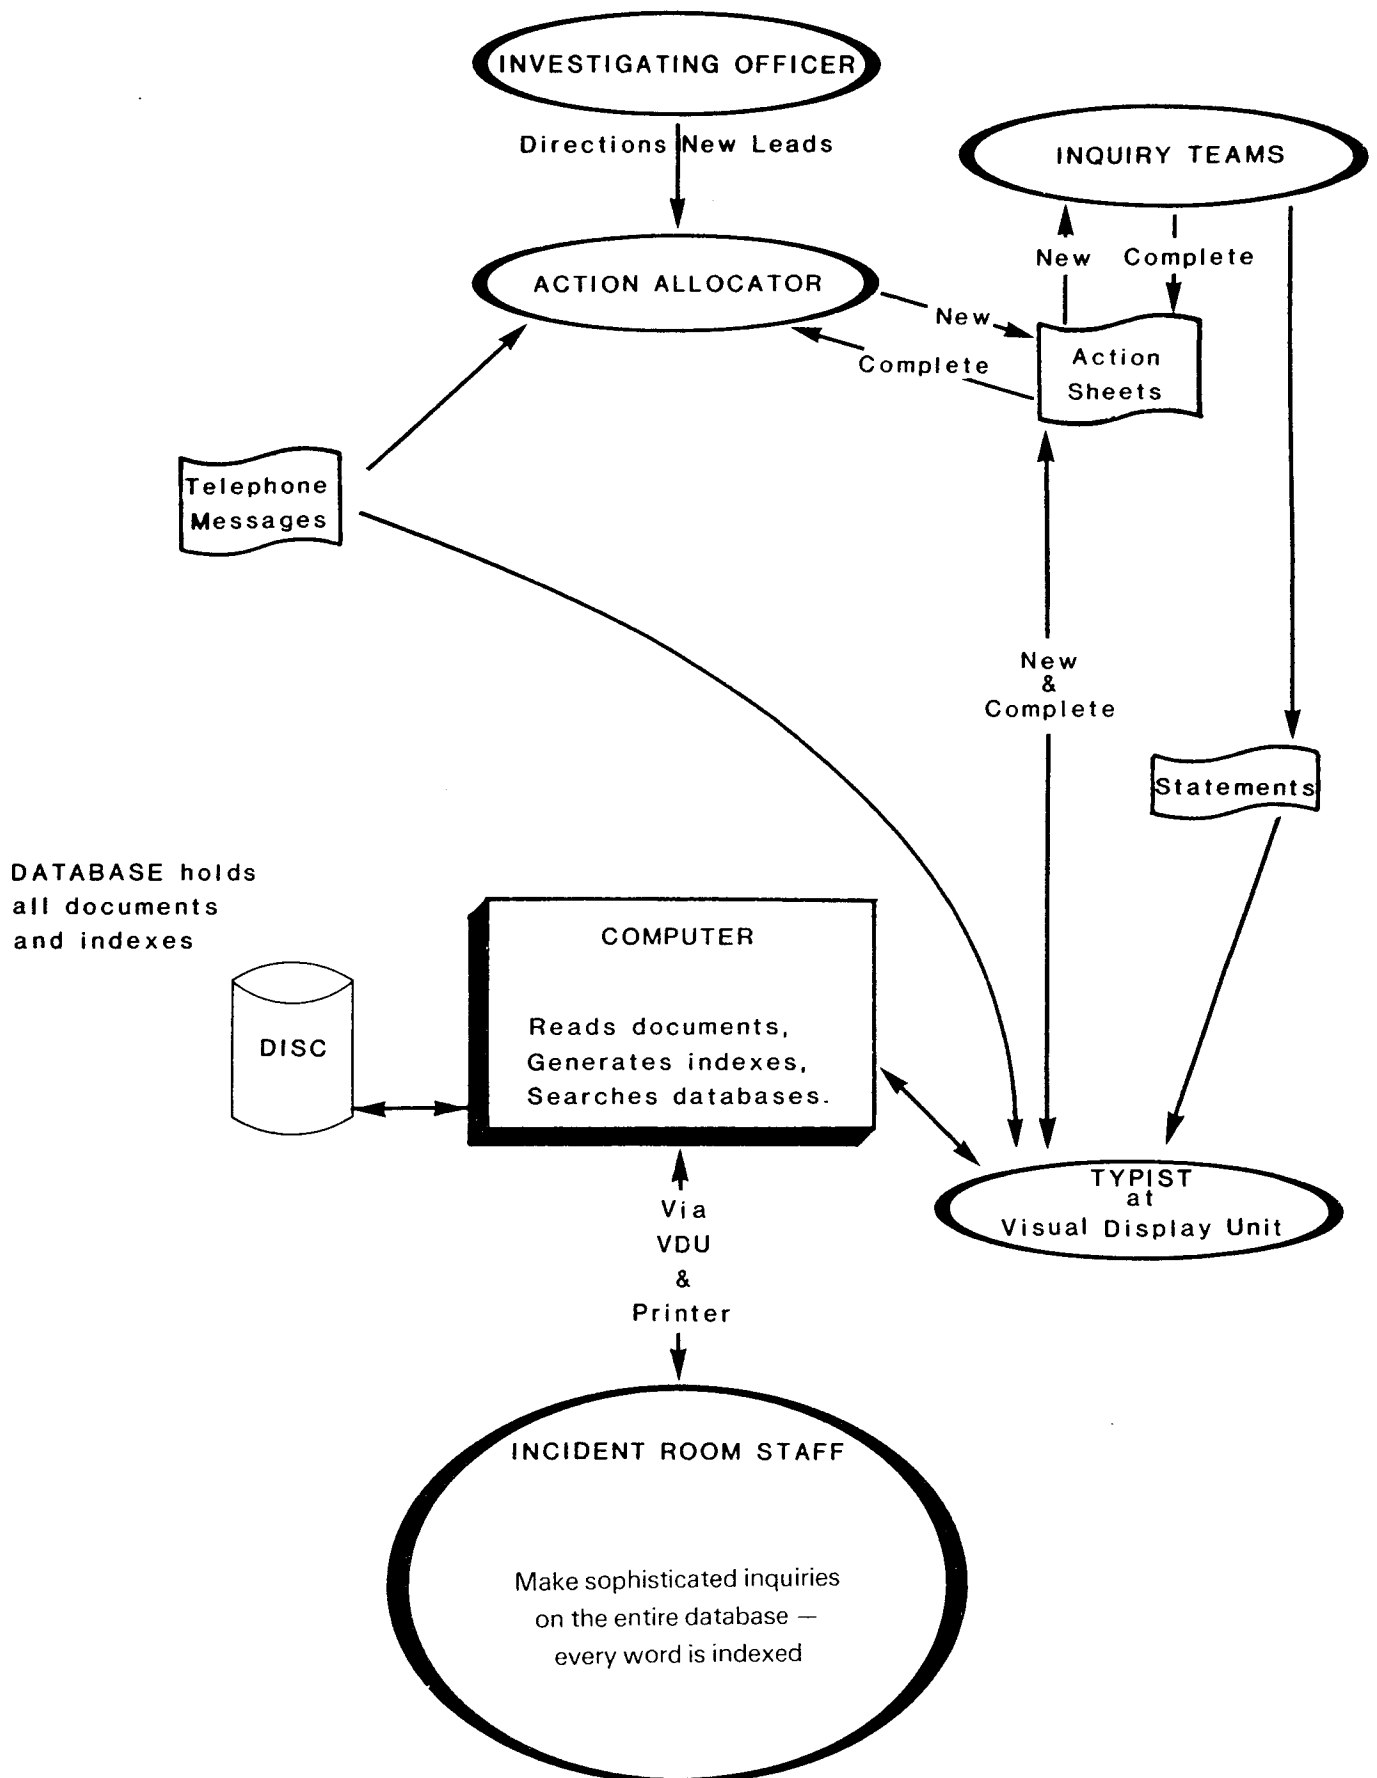 INVESTIGATING OFFICER
Directions New Leads
INQUIRY TEAMS
New Complete
ACTION ALLOCATOR
New
Complete
Action
Sheets
Telephone
Messages
New
&
Complete
Statements
DATABASE holds
all documents
and indexes
DISC
COMPUTER
Reads documents,
Generates indexes,
Searches databases.
TYPIST
at
Visual Display Unit
Via
VDU
&
Printer
INCIDENT ROOM STAFF
Make sophisticated inquiries
on the entire database —
every word is indexed